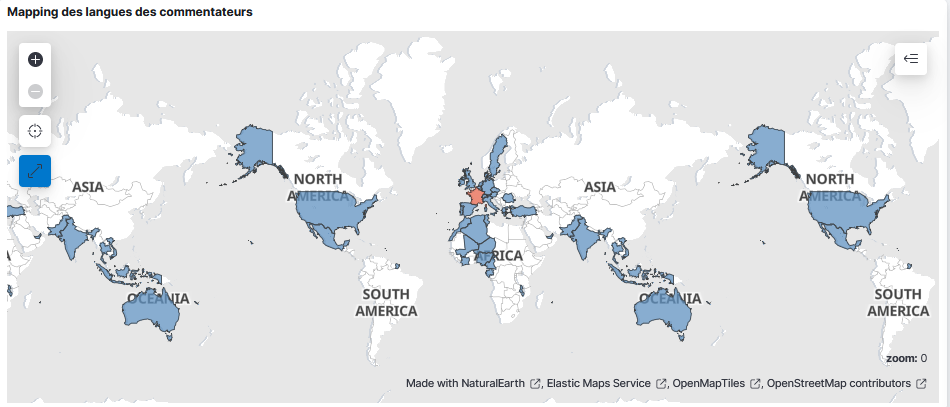 Mapping des langues des commentateurs
ASIA
NORTH
AMERICA
AFRICA
OCEANIA
SOUTH
AMERICA
ASIA
NORTH
AMERICA
OCEANIA
SOUTH
AMERICA
zoom: 0
Made with NaturalEarth , Elastic Maps Service , OpenMapTiles , OpenStreetMap contributors